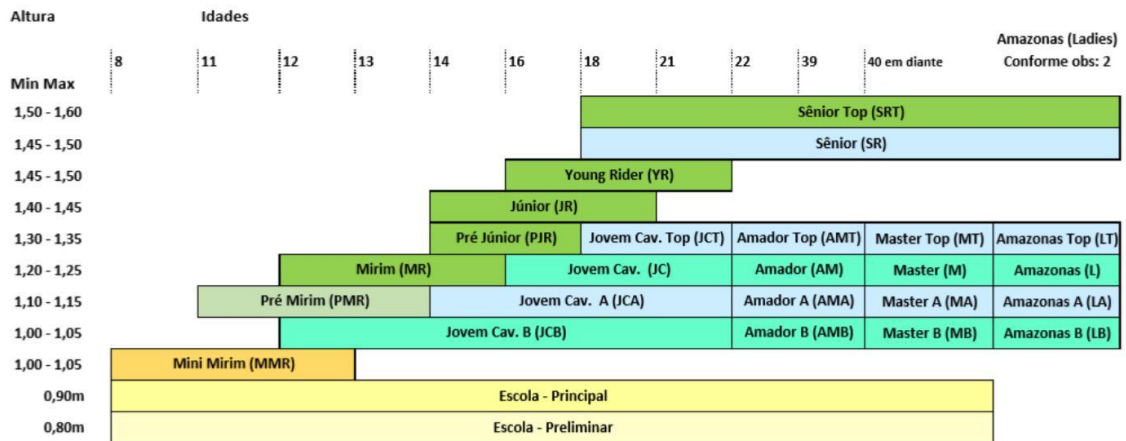 Altura Idades
Amazonas (Ladies)
8 11 12 13 14 16 18 21 22 39 40 em diante Conforme obs: 2
Min Max
1,50 - 1,60 Sênior Top (SRT)
1,45 - 1,50 Sênior (SR)
1,45 - 1,50 Young Rider (YR)
1,40 - 1,45 Júnior (JR)
1,30 - 1,35 Pré Júnior (PJR) Jovem Cav. Top (JCT) Amador Top (AMT) Master Top (MT) Amazonas Top (LT)
1,20 - 1,25 Mirim (MR) Jovem Cav. (JC) Amador (AM) Master (M) Amazonas (L)
1,10 - 1,15 Pré Mirim (PMR) Jovem Cav. A (JCA) Amador A (AMA) Master A (MA) Amazonas A (LA)
1,00 - 1,05 Jovem Cav. B (JCB) Amador B (AMB) Master B (MB) Amazonas B (LB)
1,00 - 1,05 Mini Mirim (MMR)
0,90m Escola - Principal
0,80m Escola - Preliminar